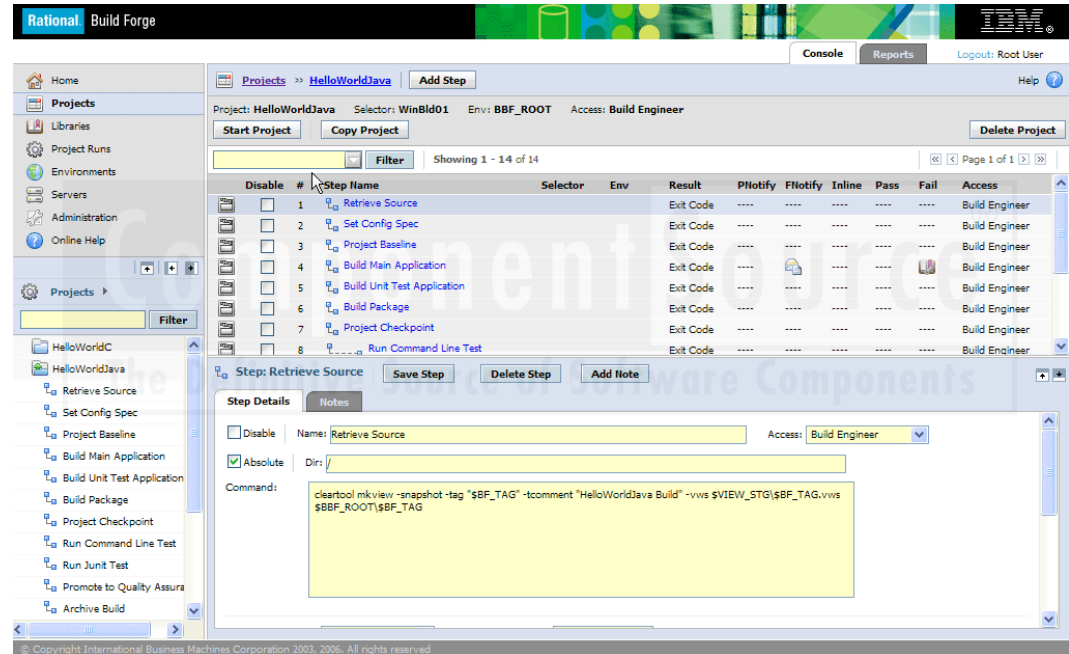 Rational. Build Forge
IBM®
Console Reports Logout: Root User
Home
Projects
Libraries
Project Runs
Environments
Servers
Administration
Online Help
Projects
Filter
HelloWorldC
HelloWorldJava
Retrieve Source
Set Config Spec
Project Baseline
Build Main Application
Build Unit Test Application
Build Package
Project Checkpoint
Run Command Line Test
Run Junit Test
Promote to Quality Assura
Archive Build
Projects >> HelloWorldJava Add Step Help
Project: HelloWorldJava Selector: WinBld01 Env: BBF_ROOT Access: Build Engineer
Start Project Copy Project Delete Project
Filter Showing 1 - 14 of 14 Page 1 of 1
Disable # Step Name Selector Env Result PNotify FNotify Inline Pass Fail Access
1 Retrieve Source Exit Code ---- ---- ---- ---- ---- Build Engineer
2 Set Config Spec Exit Code ---- ---- ---- ---- ---- Build Engineer
3 Project Baseline Exit Code ---- ---- ---- ---- ---- Build Engineer
4 Build Main Application Exit Code ---- ---- ---- Build Engineer
5 Build Unit Test Application Exit Code ---- ---- ---- ---- ---- Build Engineer
6 Build Package Exit Code ---- ---- ---- ---- ---- Build Engineer
7 Project Checkpoint Exit Code ---- ---- ---- ---- ---- Build Engineer
8 Run Command Line Test Exit Code ---- ---- ---- ---- ---- Build Engineer
Step: Retrieve Source Save Step Delete Step Add Note
Step Details Notes
Disable Name: Retrieve Source Access: Build Engineer
Absolute Dir: /
Command:
cleartool mkview -snapshot -tag "$BF_TAG" -tcomment "HelloWorldJava Build" -vws $VIEW_STG\$BF_TAG.vws
$BBF_ROOT\$BF_TAG
© Copyright International Business Machines Corporation 2003, 2006. All rights reserved
ComponentSource®
The Definitive Source of Software Components